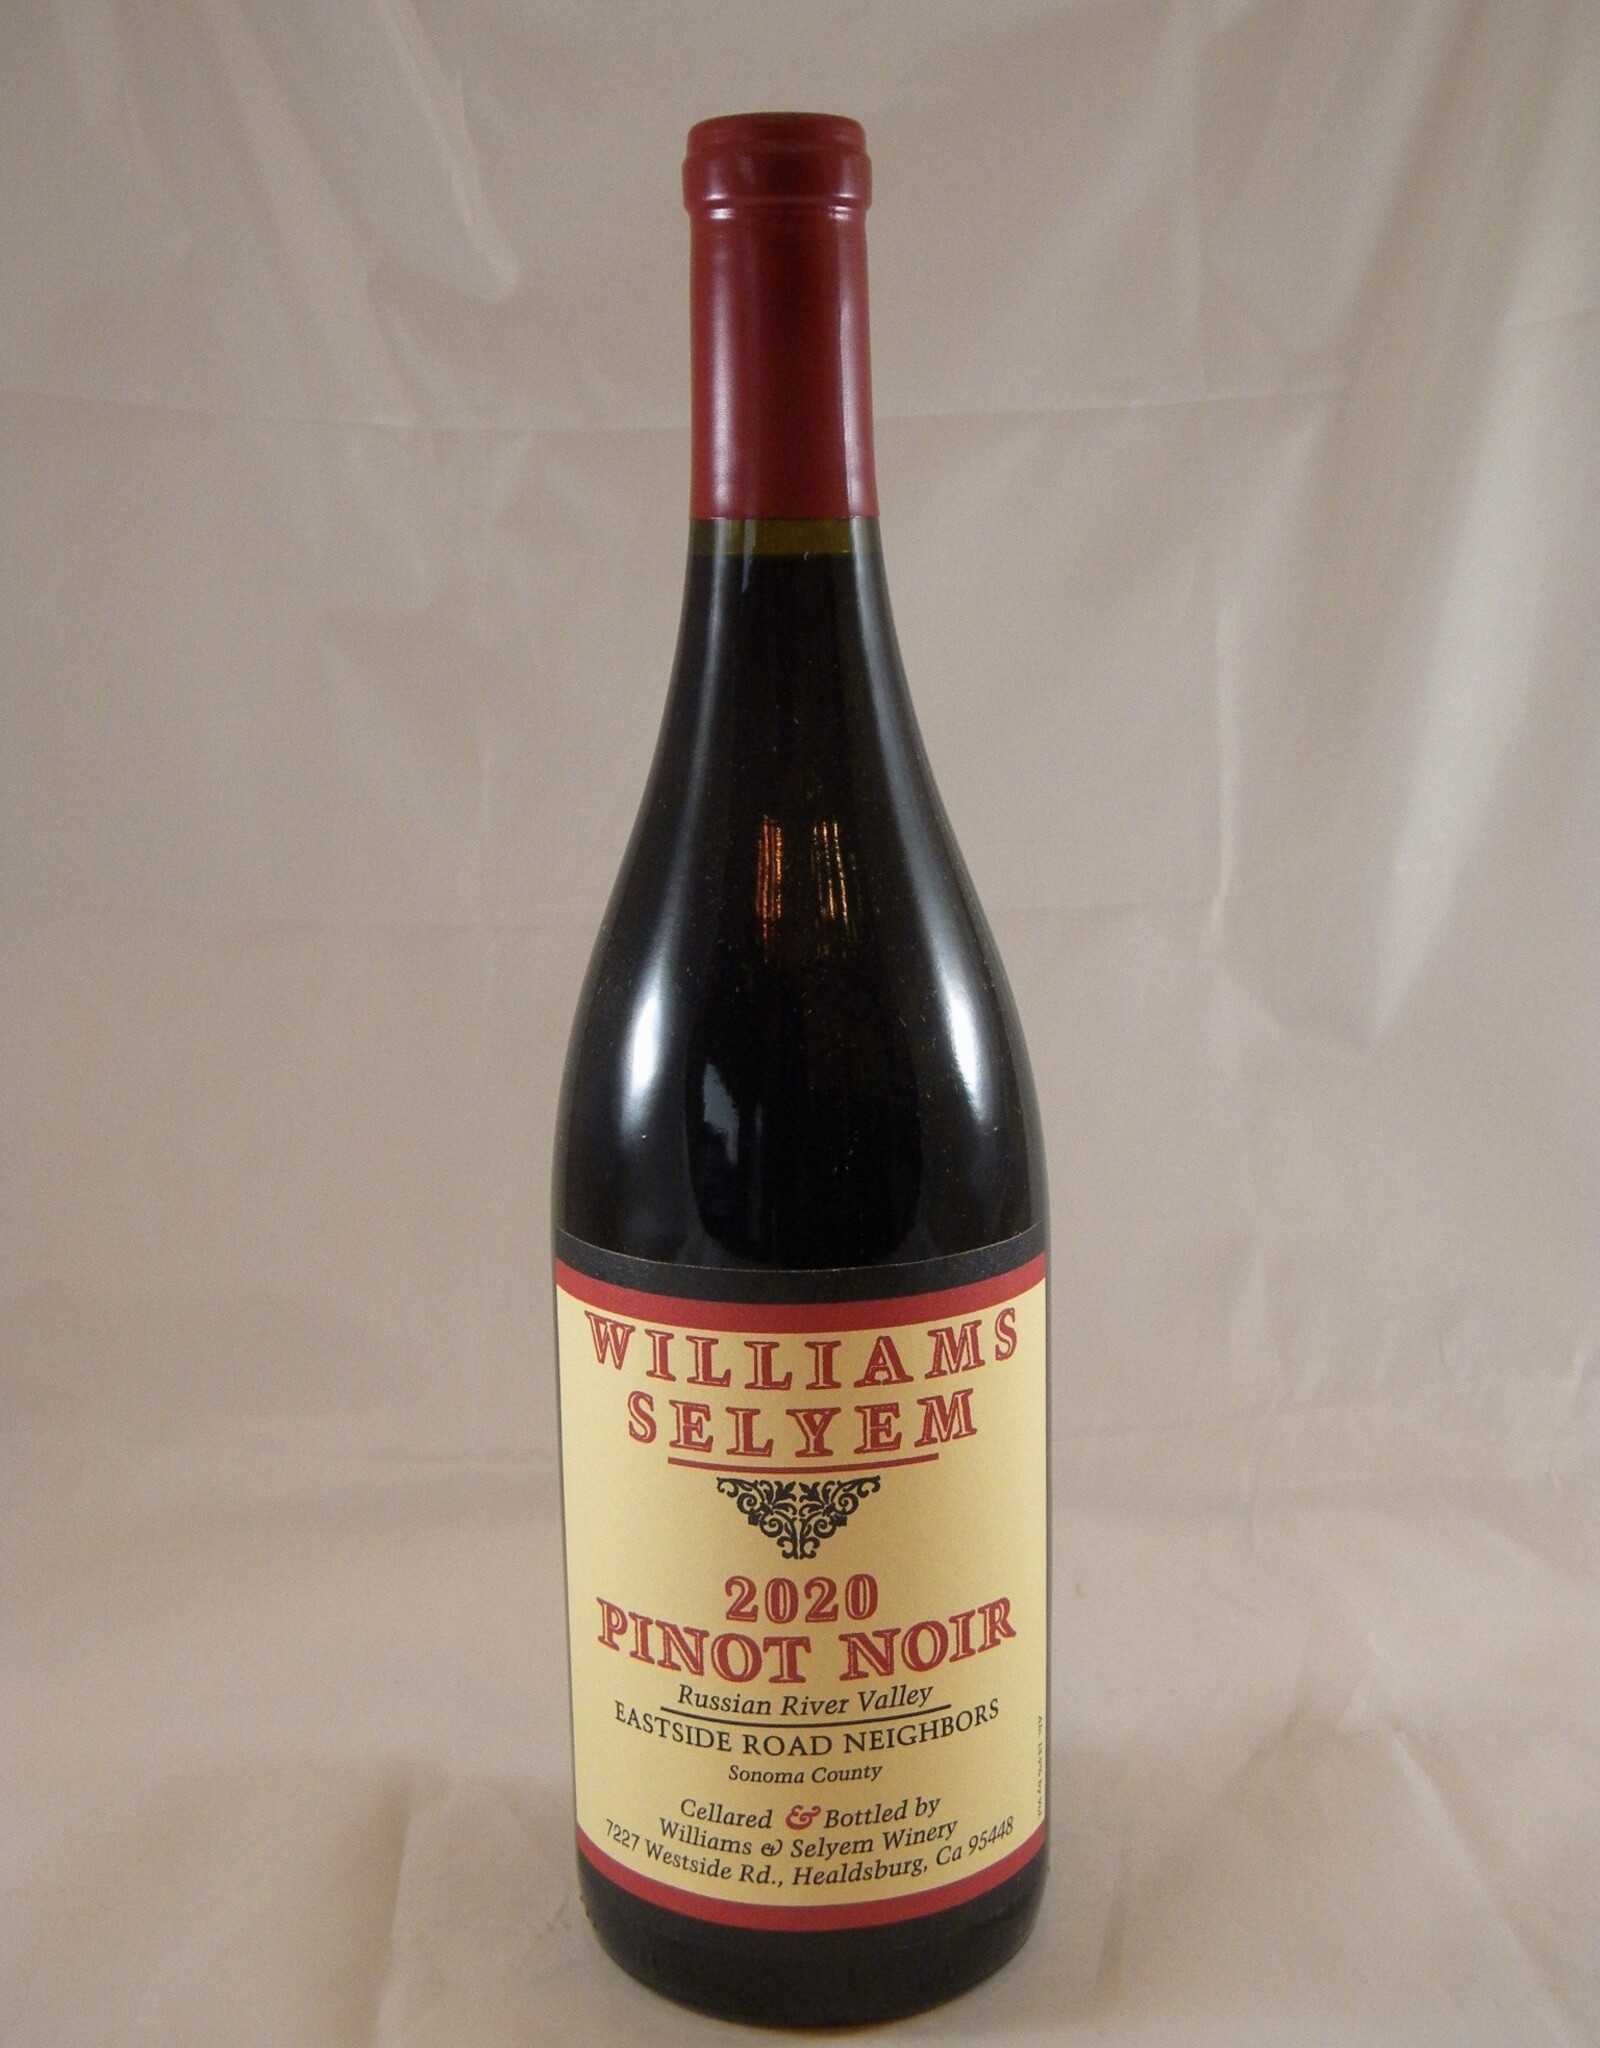 WILLIAMS
SELYEM
2020
PINOT NOIR
Russian River Valley
EASTSIDE ROAD NEIGHBORS
Sonoma County
Cellared & Bottled by
Williams & Selyem Winery
7227 Westside Rd., Healdsburg, Ca 95448